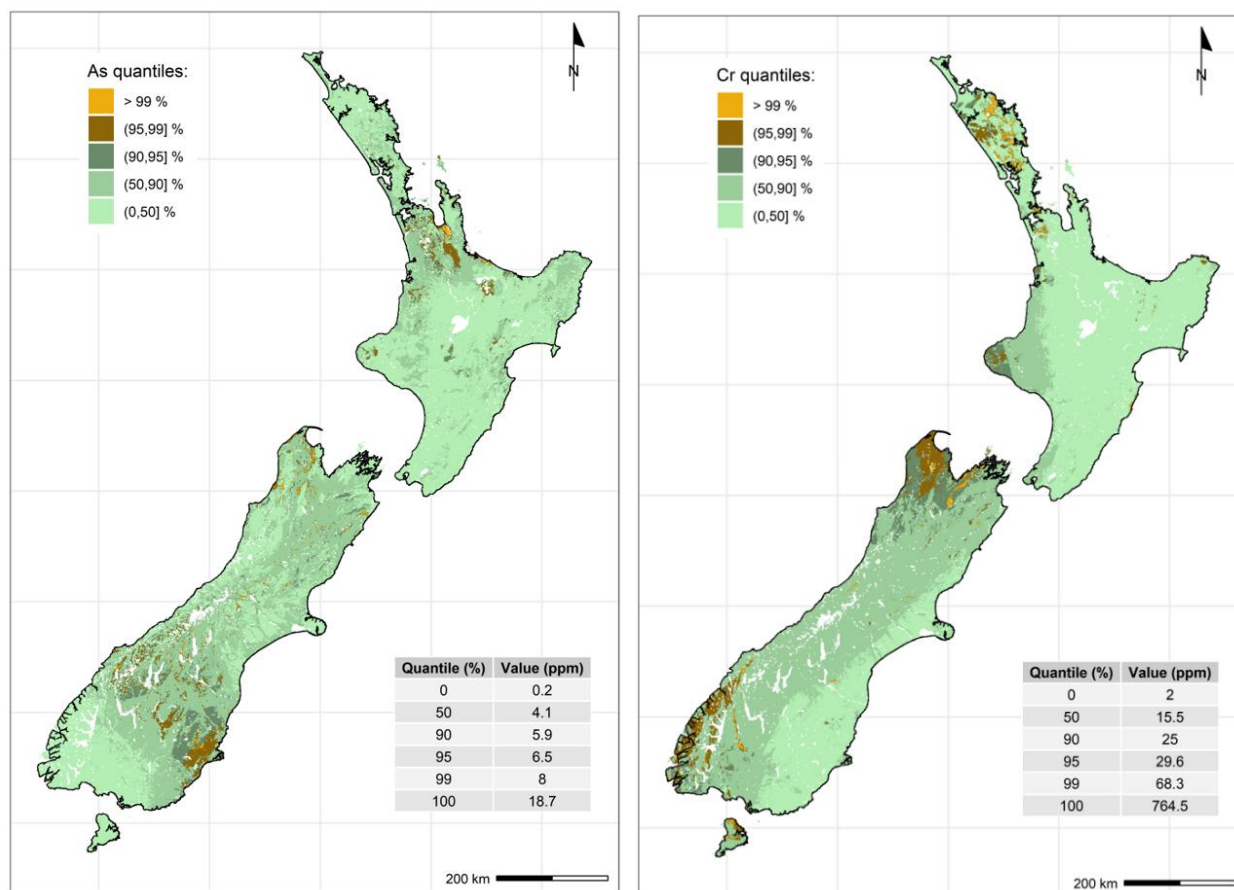 N
As quantiles:
> 99 %
(95,99] %
(90,95] %
(50,90] %
(0,50] %
Quantile (%) Value (ppm)
0 0.2
50 4.1
90 5.9
95 6.5
99 8
100 18.7
200 km
N
Cr quantiles:
> 99 %
(95,99] %
(90,95] %
(50,90] %
(0,50] %
Quantile (%) Value (ppm)
0 2
50 15.5
90 25
95 29.6
99 68.3
100 764.5
200 km